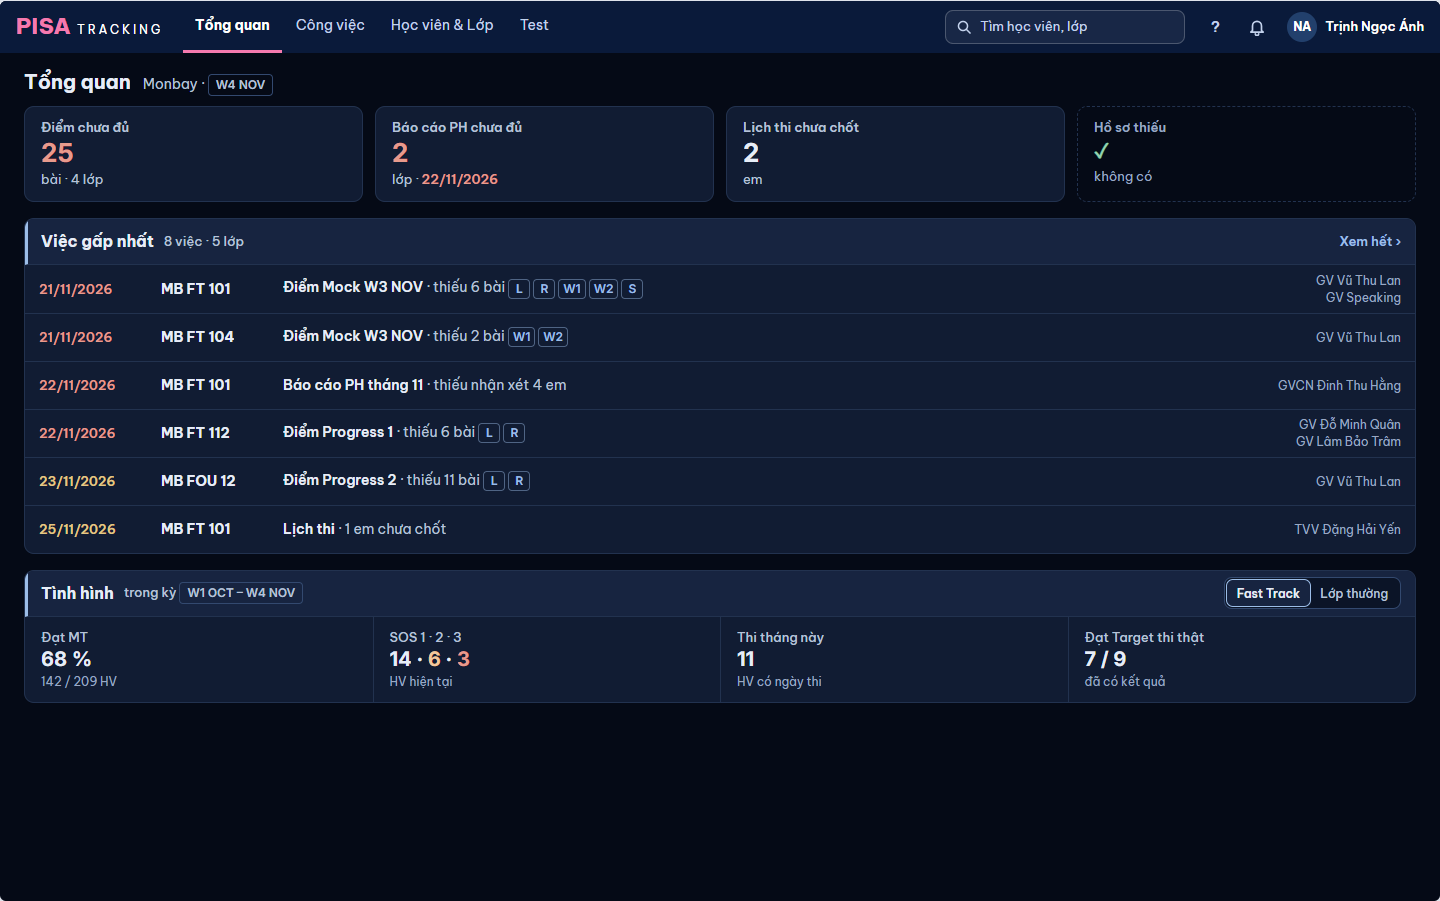 PISA TRACKING Tổng quan Công việc Học viên & Lớp Test Tìm học viên, lớp ? NA Trịnh Ngọc Ánh
Tổng quan Monbay · W4 NOV
Điểm chưa đủ
25
bài · 4 lớp
Báo cáo PH chưa đủ
2
lớp · 22/11/2026
Lịch thi chưa chốt
2
em
Hồ sơ thiếu
✓
không có
Việc gấp nhất 8 việc · 5 lớp Xem hết ›
21/11/2026 MB FT 101 Điểm Mock W3 NOV · thiếu 6 bài L R W1 W2 S GV Vũ Thu Lan
GV Speaking
21/11/2026 MB FT 104 Điểm Mock W3 NOV · thiếu 2 bài W1 W2 GV Vũ Thu Lan
22/11/2026 MB FT 101 Báo cáo PH tháng 11 · thiếu nhận xét 4 em GVCN Đinh Thu Hằng
22/11/2026 MB FT 112 Điểm Progress 1 · thiếu 6 bài L R GV Đỗ Minh Quân
GV Lâm Bảo Trâm
23/11/2026 MB FOU 12 Điểm Progress 2 · thiếu 11 bài L R GV Vũ Thu Lan
25/11/2026 MB FT 101 Lịch thi · 1 em chưa chốt TVV Đặng Hải Yến
Tình hình trong kỳ W1 OCT – W4 NOV Fast Track Lớp thường
Đạt MT
68 %
142 / 209 HV
SOS 1 · 2 · 3
14 · 6 · 3
HV hiện tại
Thi tháng này
11
HV có ngày thi
Đạt Target thi thật
7 / 9
đã có kết quả